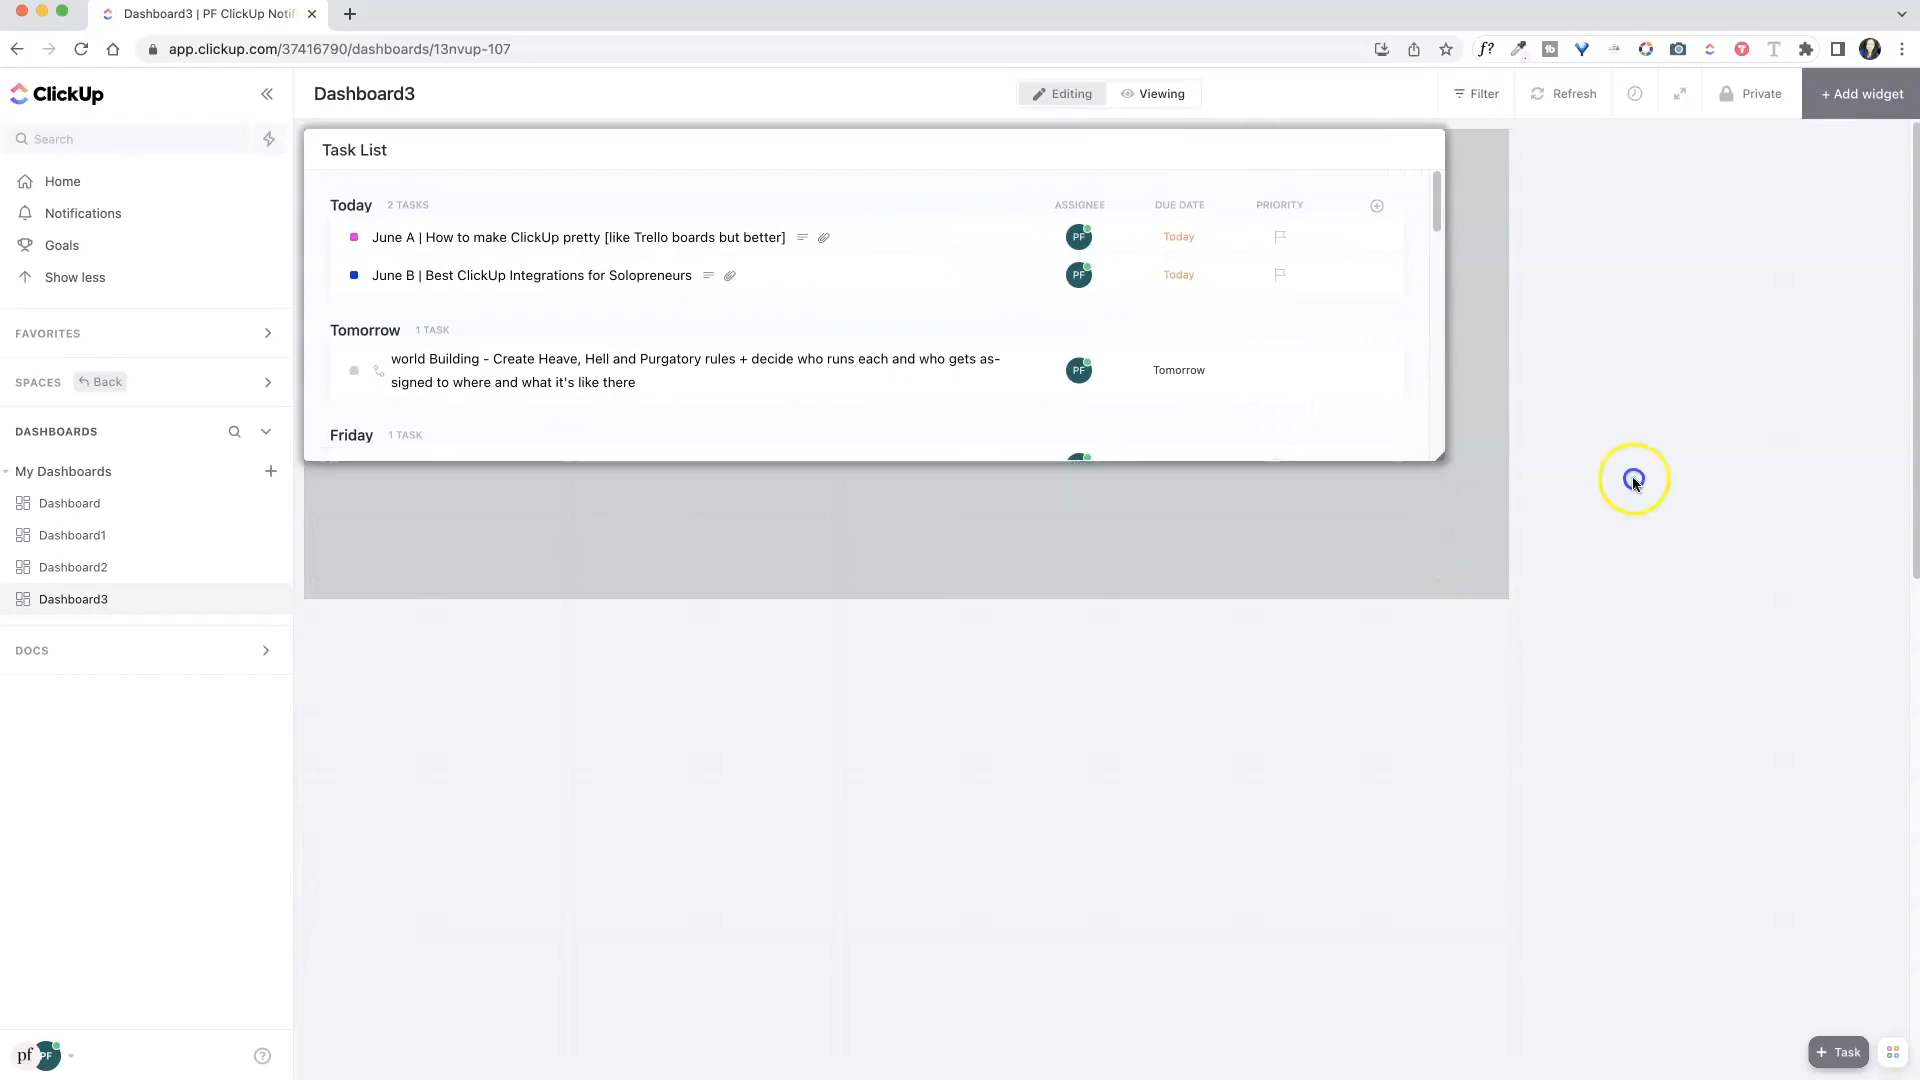 Dashboard3 | PF ClickUp Notif
app.clickup.com/37416790/dashboards/13nvup-107
ClickUp
Dashboard3
Editing
Viewing
Filter
Refresh
Private
+ Add widget
Search
Home
Notifications
Goals
Show less
FAVORITES
SPACES
Back
DASHBOARDS
My Dashboards
Dashboard
Dashboard1
Dashboard2
Dashboard3
DOCS
Task List
Today 2 TASKS ASSIGNEE DUE DATE PRIORITY
June A | How to make ClickUp pretty [like Trello boards but better] PF Today
June B | Best ClickUp Integrations for Solopreneurs PF Today
Tomorrow 1 TASK
world Building - Create Heave, Hell and Purgatory rules + decide who runs each and who gets as-
signed to where and what it's like there
PF Tomorrow
Friday 1 TASK
pf PF
+ Task